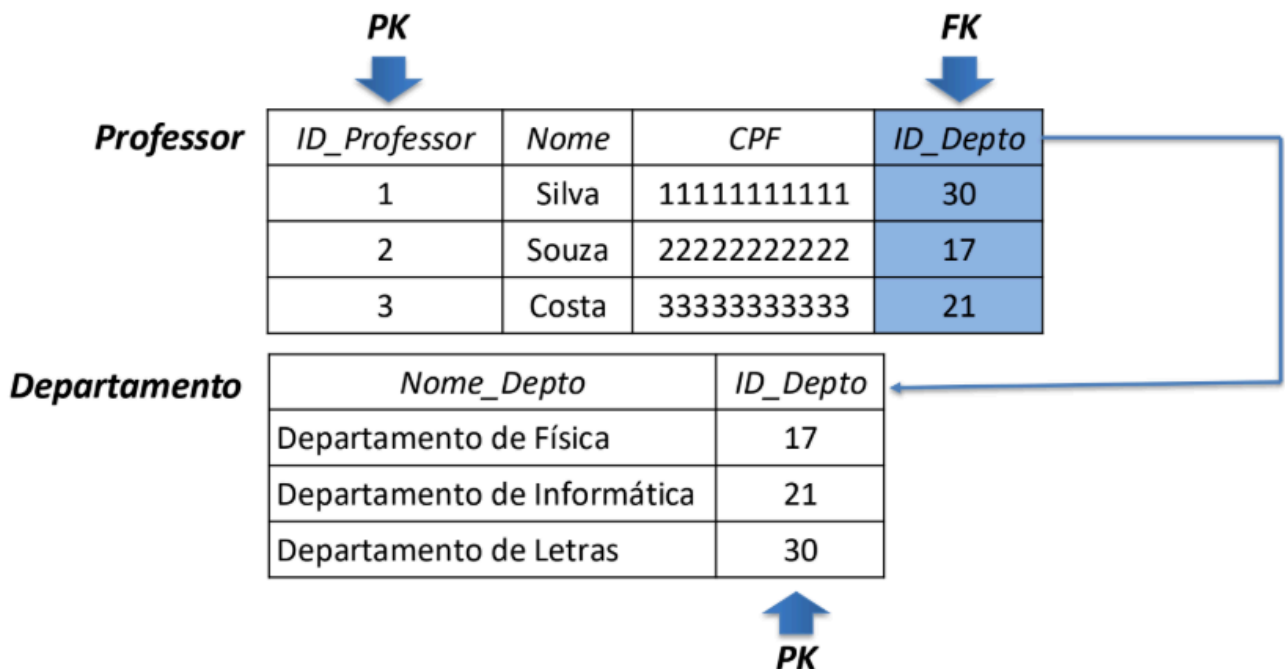 PK FK
Professor ID_Professor Nome CPF ID_Depto
1 Silva 11111111111 30
2 Souza 22222222222 17
3 Costa 33333333333 21
Departamento Nome_Depto ID_Depto
Departamento de Física 17
Departamento de Informática 21
Departamento de Letras 30
PK